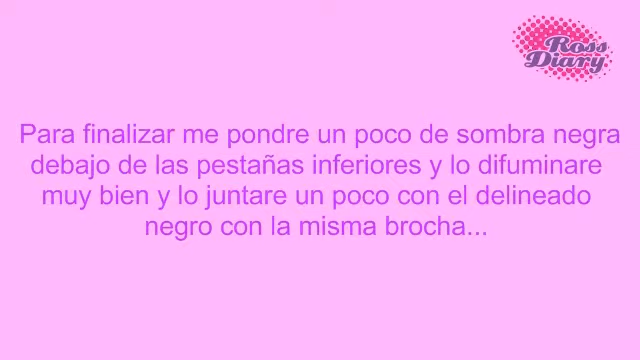 Ross
Diary
Para finalizar me pondre un poco de sombra negra
debajo de las pestañas inferiores y lo difuminare
muy bien y lo juntare un poco con el delineado
negro con la misma brocha...